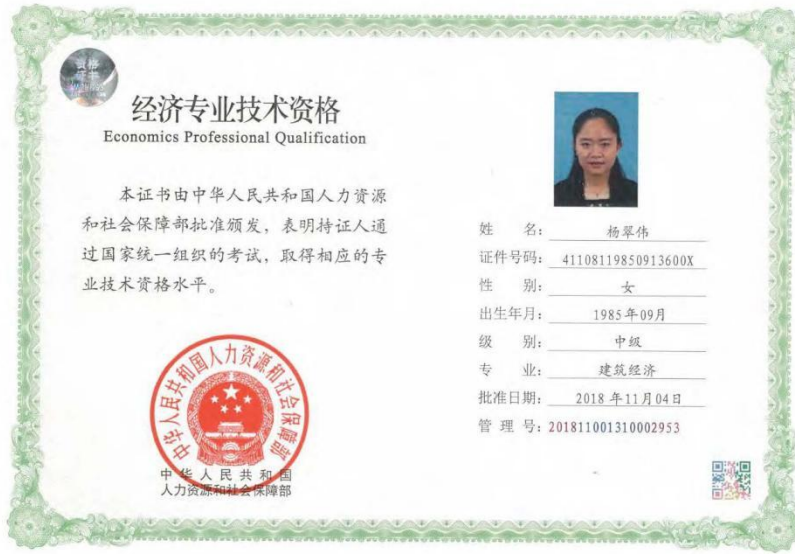 资格
证书
经济专业技术资格
Economics Professional Qualification
本证书由中华人民共和国人力资源
和社会保障部批准颁发，表明持证人通
过国家统一组织的考试，取得相应的专
业技术资格水平。
中华人民共和国人力资源和社会保障部
中华人民共和国
人力资源和社会保障部
姓 名： 杨翠伟
证件号码： 41108119850913600X
性 别： 女
出生年月： 1985年09月
级 别： 中级
专 业： 建筑经济
批准日期： 2018年11月04日
管 理 号： 201811001310002953